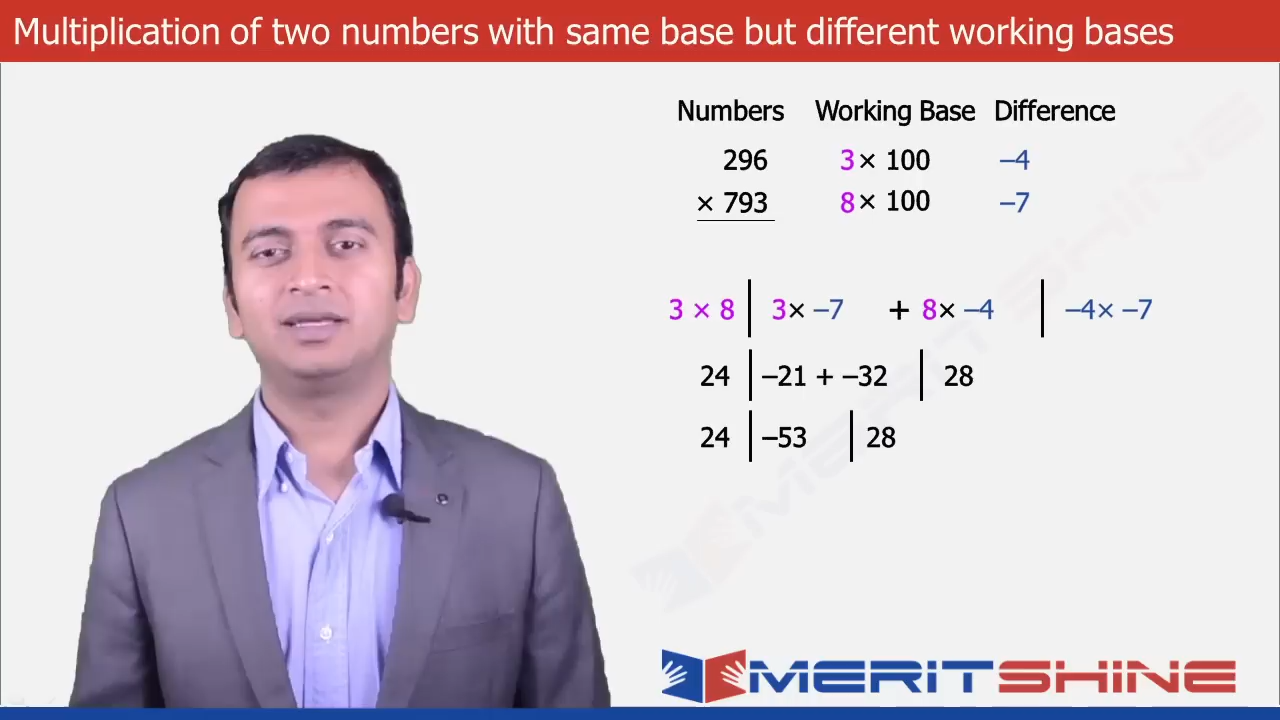 Multiplication of two numbers with same base but different working bases
Numbers Working Base Difference
296 3× 100 –4
× 793 8× 100 –7
3 × 8 | 3× –7 + 8× –4 | –4× –7
24 | –21 + –32 | 28
24 | –53 | 28
MERITSHINE
MERITSHINE